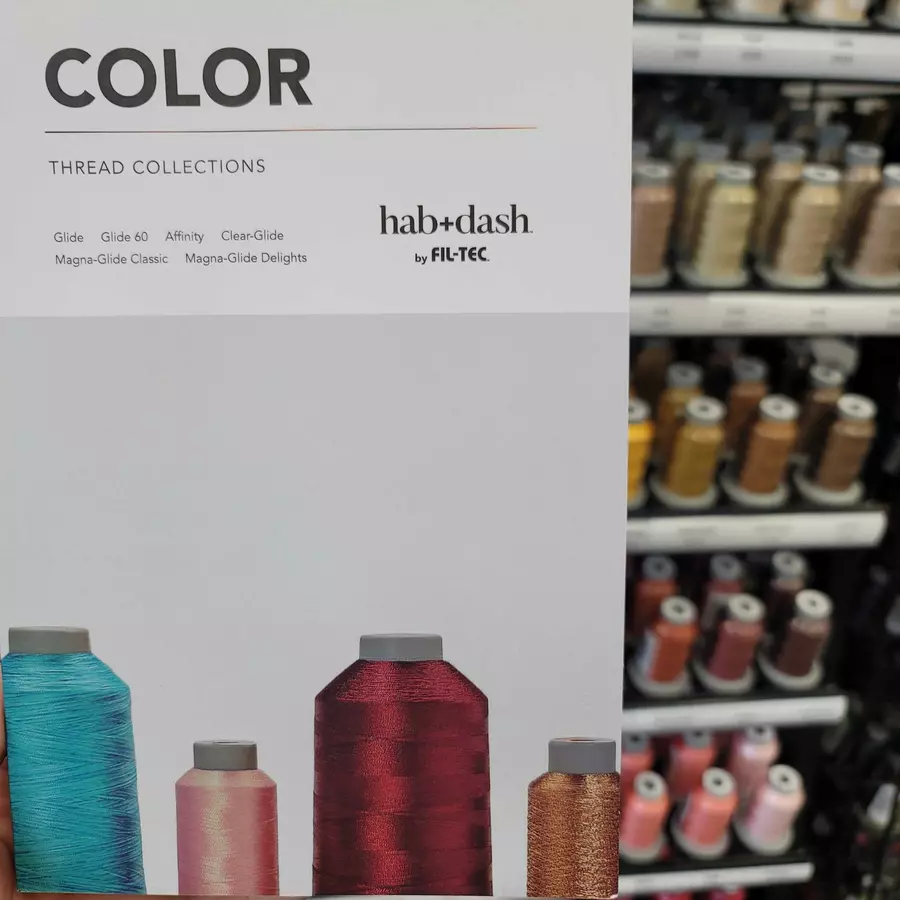 COLOR
THREAD COLLECTIONS
Glide Glide 60 Affinity Clear-Glide
Magna-Glide Classic Magna-Glide Delights
hab+dash
by FIL-TEC